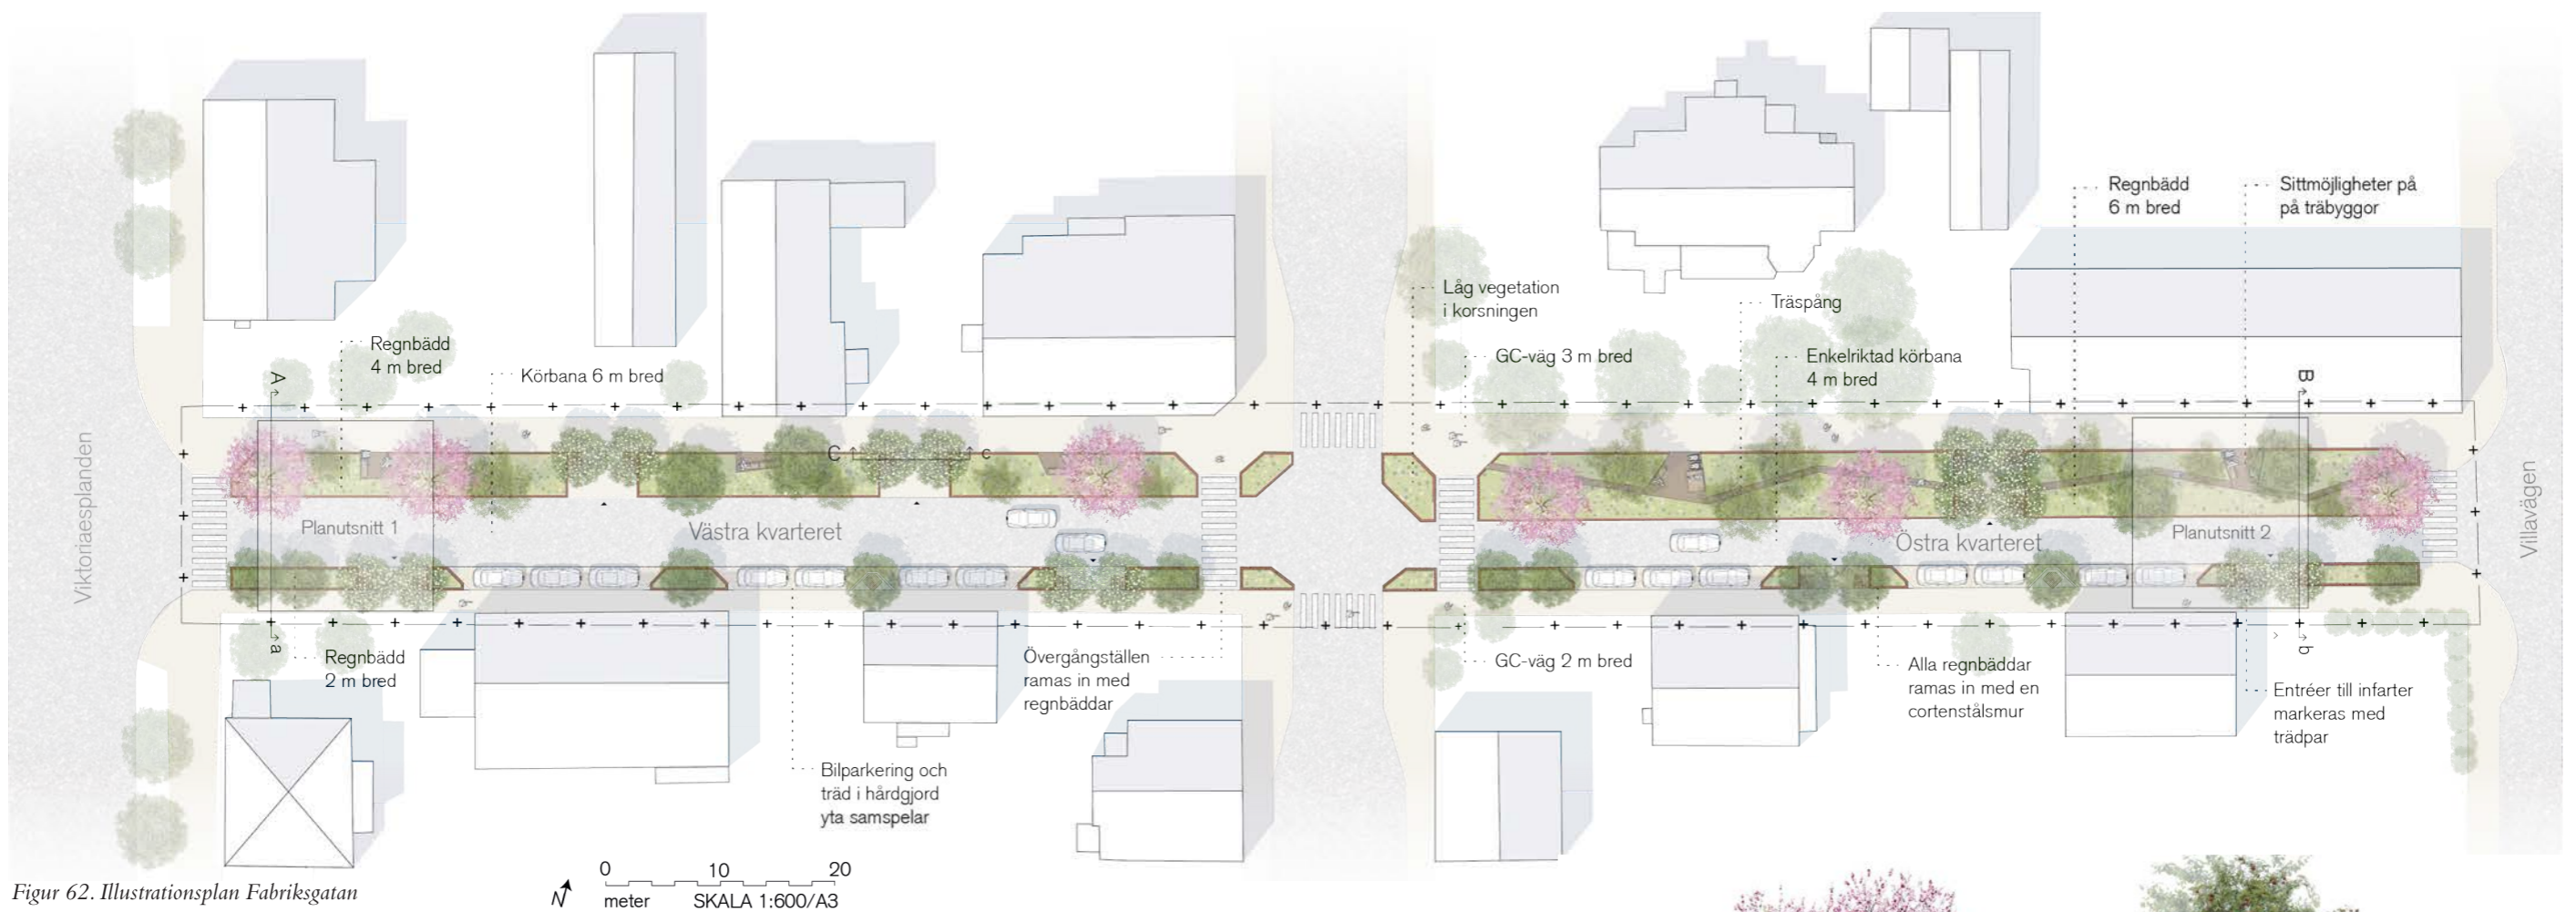 Regnbädd
6 m bred
Sittmöjligheter på
på träbyggor
Låg vegetation
i korsningen
Träspång
Regnbädd
4 m bred
Körbana 6 m bred
GC-väg 3 m bred
Enkelriktad körbana
4 m bred
A
B
C
c
Viktoriaesplanden
Planutsnitt 1
Västra kvarteret
Östra kvarteret
Planutsnitt 2
Villavägen
a
b
Regnbädd
2 m bred
Övergångställen
ramas in med
regnbäddar
GC-väg 2 m bred
Alla regnbäddar
ramas in med en
cortenstålsmur
Entréer till infarter
markeras med
trädpar
Bilparkering och
träd i hårdgjord
yta samspelar
Figur 62. Illustrationsplan Fabriksgatan
N
0 10 20
meter SKALA 1:600/A3